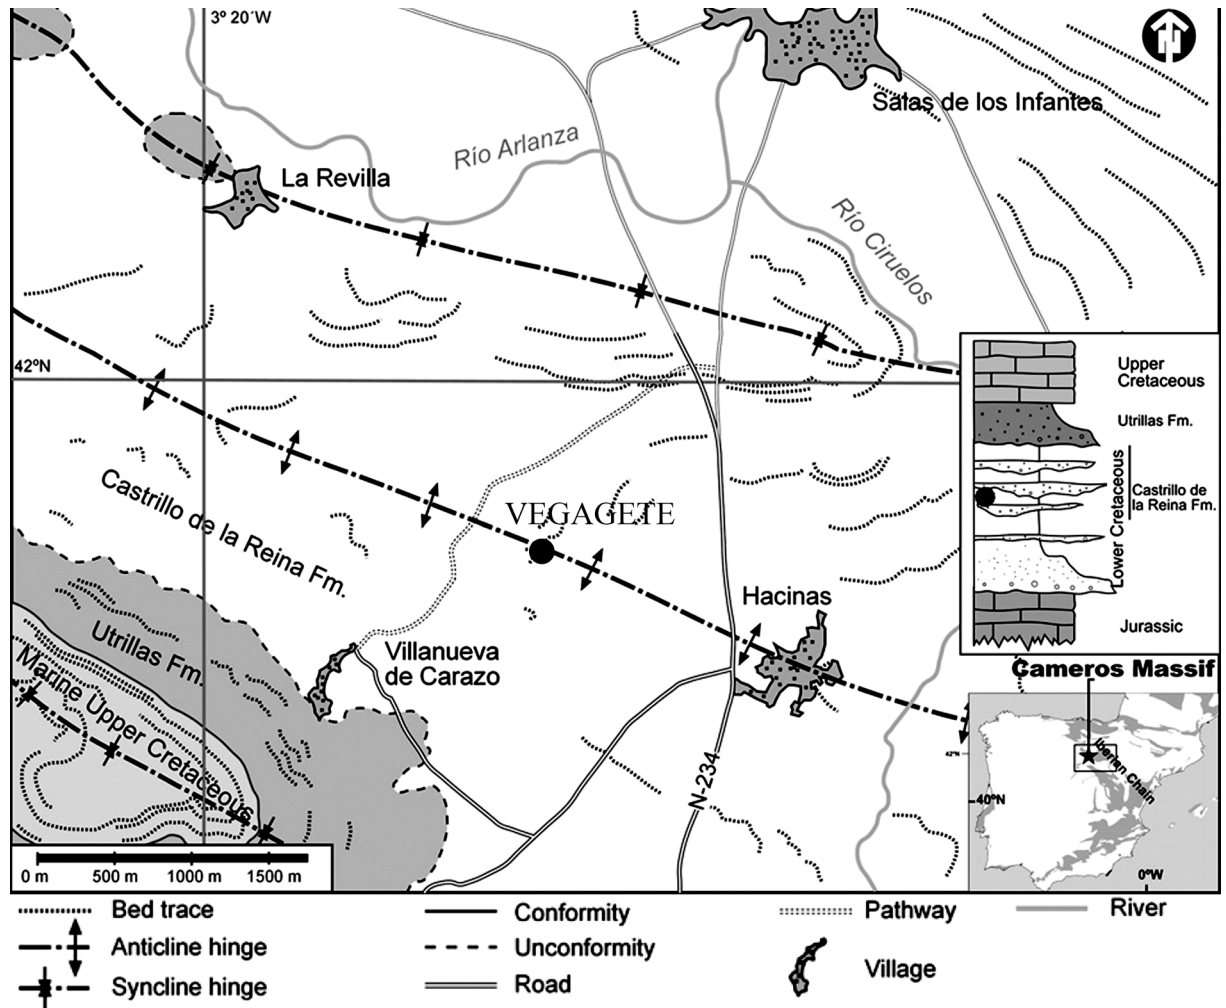 3º 20´W
N
Salas de los Infantes
Río Arlanza
La Revilla
Río Ciruelos
42ºN
Upper
Cretaceous
Utrillas Fm.
Lower Cretaceous
Castrillo de
la Reina Fm.
Jurassic
Castrillo de la Reina Fm.
VEGAGETE
Hacinas
Utrillas Fm.
Villanueva
de Carazo
Marine Upper Cretaceous
N-234
Cameros Massif
42ºN
Iberian Chain
40ºN
0ºW
0 m
500 m
1000 m
1500 m
Bed trace
Conformity
Pathway
River
Anticline hinge
Unconformity
Village
Syncline hinge
Road